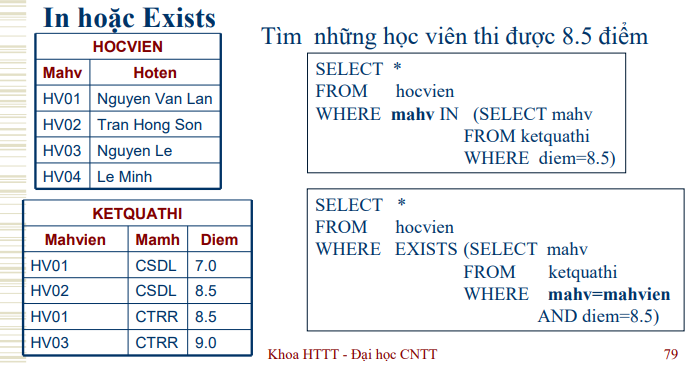 In hoặc Exists
HOCVIEN
Mahv Hoten
HV01 Nguyen Van Lan
HV02 Tran Hong Son
HV03 Nguyen Le
HV04 Le Minh
KETQUATHI
Mahvien Mamh Diem
HV01 CSDL 7.0
HV02 CSDL 8.5
HV01 CTRR 8.5
HV03 CTRR 9.0
Tìm những học viên thi được 8.5 điểm
SELECT *
FROM hocvien
WHERE mahv IN (SELECT mahv
FROM ketquathi
WHERE diem=8.5)
SELECT *
FROM hocvien
WHERE EXISTS (SELECT mahv
FROM ketquathi
WHERE mahv=mahvien
AND diem=8.5)
Khoa HTTT - Đại học CNTT 79